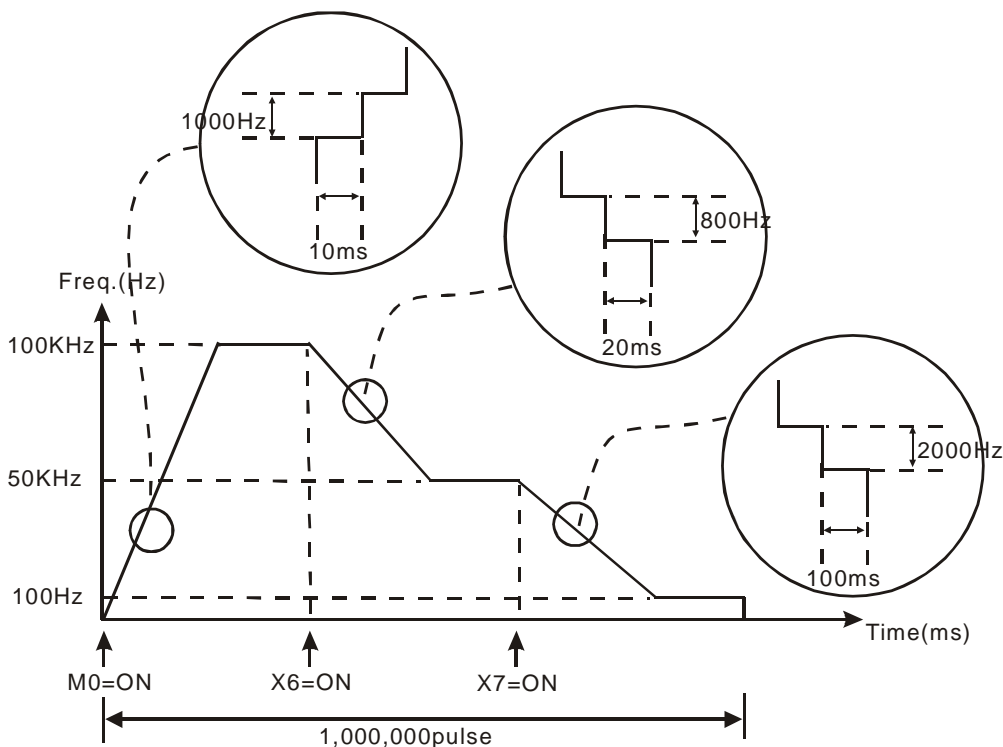 1000Hz
10ms
800Hz
20ms
2000Hz
100ms
Freq.(Hz)
100KHz
50KHz
100Hz
Time(ms)
M0=ON
X6=ON
X7=ON
1,000,000pulse